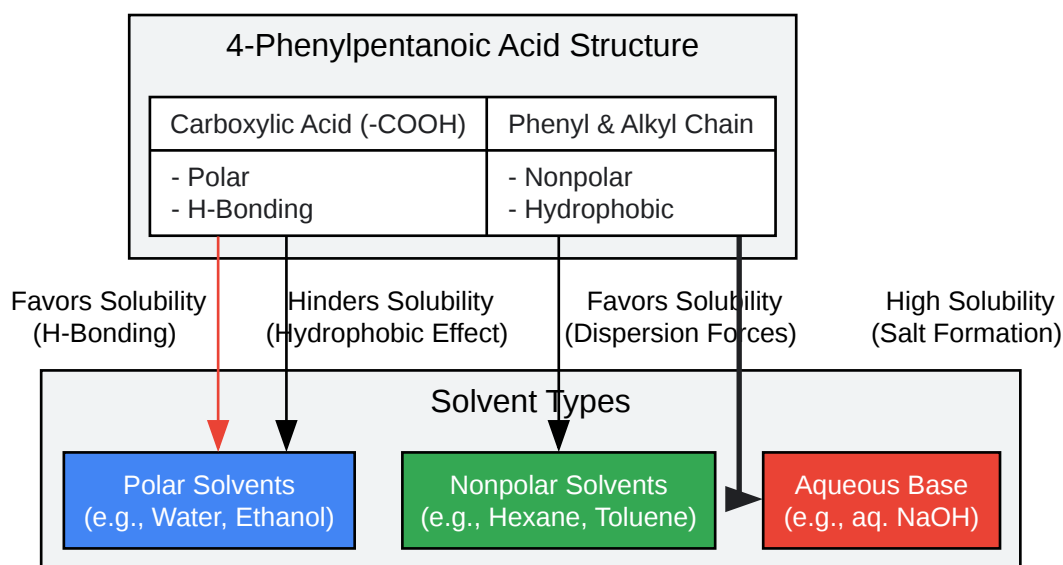 4-Phenylpentanoic Acid Structure
Carboxylic Acid (-COOH)
Phenyl & Alkyl Chain
- Polar
- H-Bonding
- Nonpolar
- Hydrophobic
Favors Solubility
(H-Bonding)
Hinders Solubility
(Hydrophobic Effect)
Favors Solubility
(Dispersion Forces)
High Solubility
(Salt Formation)
Solvent Types
Polar Solvents
(e.g., Water, Ethanol)
Nonpolar Solvents
(e.g., Hexane, Toluene)
Aqueous Base
(e.g., aq. NaOH)